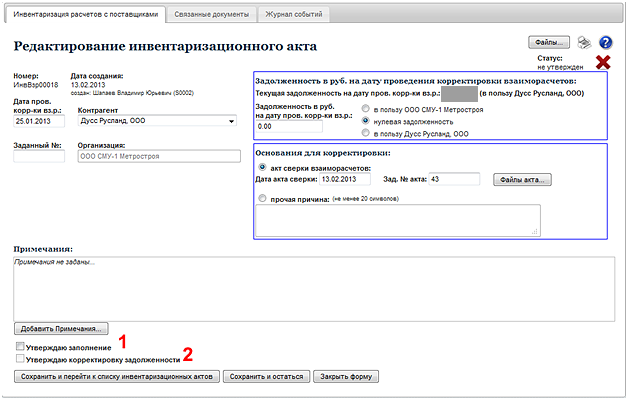 Инвентаризация расчетов с поставщиками Связанные документы Журнал событий
Редактирование инвентаризационного акта
Файлы...
Статус:
не утвержден
Номер:
ИнвВзр00018
Дата создания:
13.02.2013
создан: Шапаев Владимир Юрьевич (S0002)
Дата пров.
корр-ки вз.р.:
25.01.2013
Контрагент
Дусс Русланд, ООО
Заданный №:
Организация:
ООО СМУ-1 Метростроя
Задолженность в руб. на дату проведения корректировки взаиморасчетов:
Текущая задолженность на дату пров. корр-ки вз.р.: (в пользу Дусс Русланд, ООО)
Задолженность в руб.
на дату пров. корр-ки вз.р.:
0.00
в пользу ООО СМУ-1 Метростроя
нулевая задолженность
в пользу Дусс Русланд, ООО
Основания для корректировки:
акт сверки взаиморасчетов:
Дата акта сверки: 13.02.2013 Зад. № акта: 43 Файлы акта...
прочая причина: (не менее 20 символов)
Примечания:
Примечания не заданы...
Добавить Примечания...
Утверждаю заполнение 1
Утверждаю корректировку задолженности 2
Сохранить и перейти к списку инвентаризационных актов Сохранить и остаться Закрыть форму